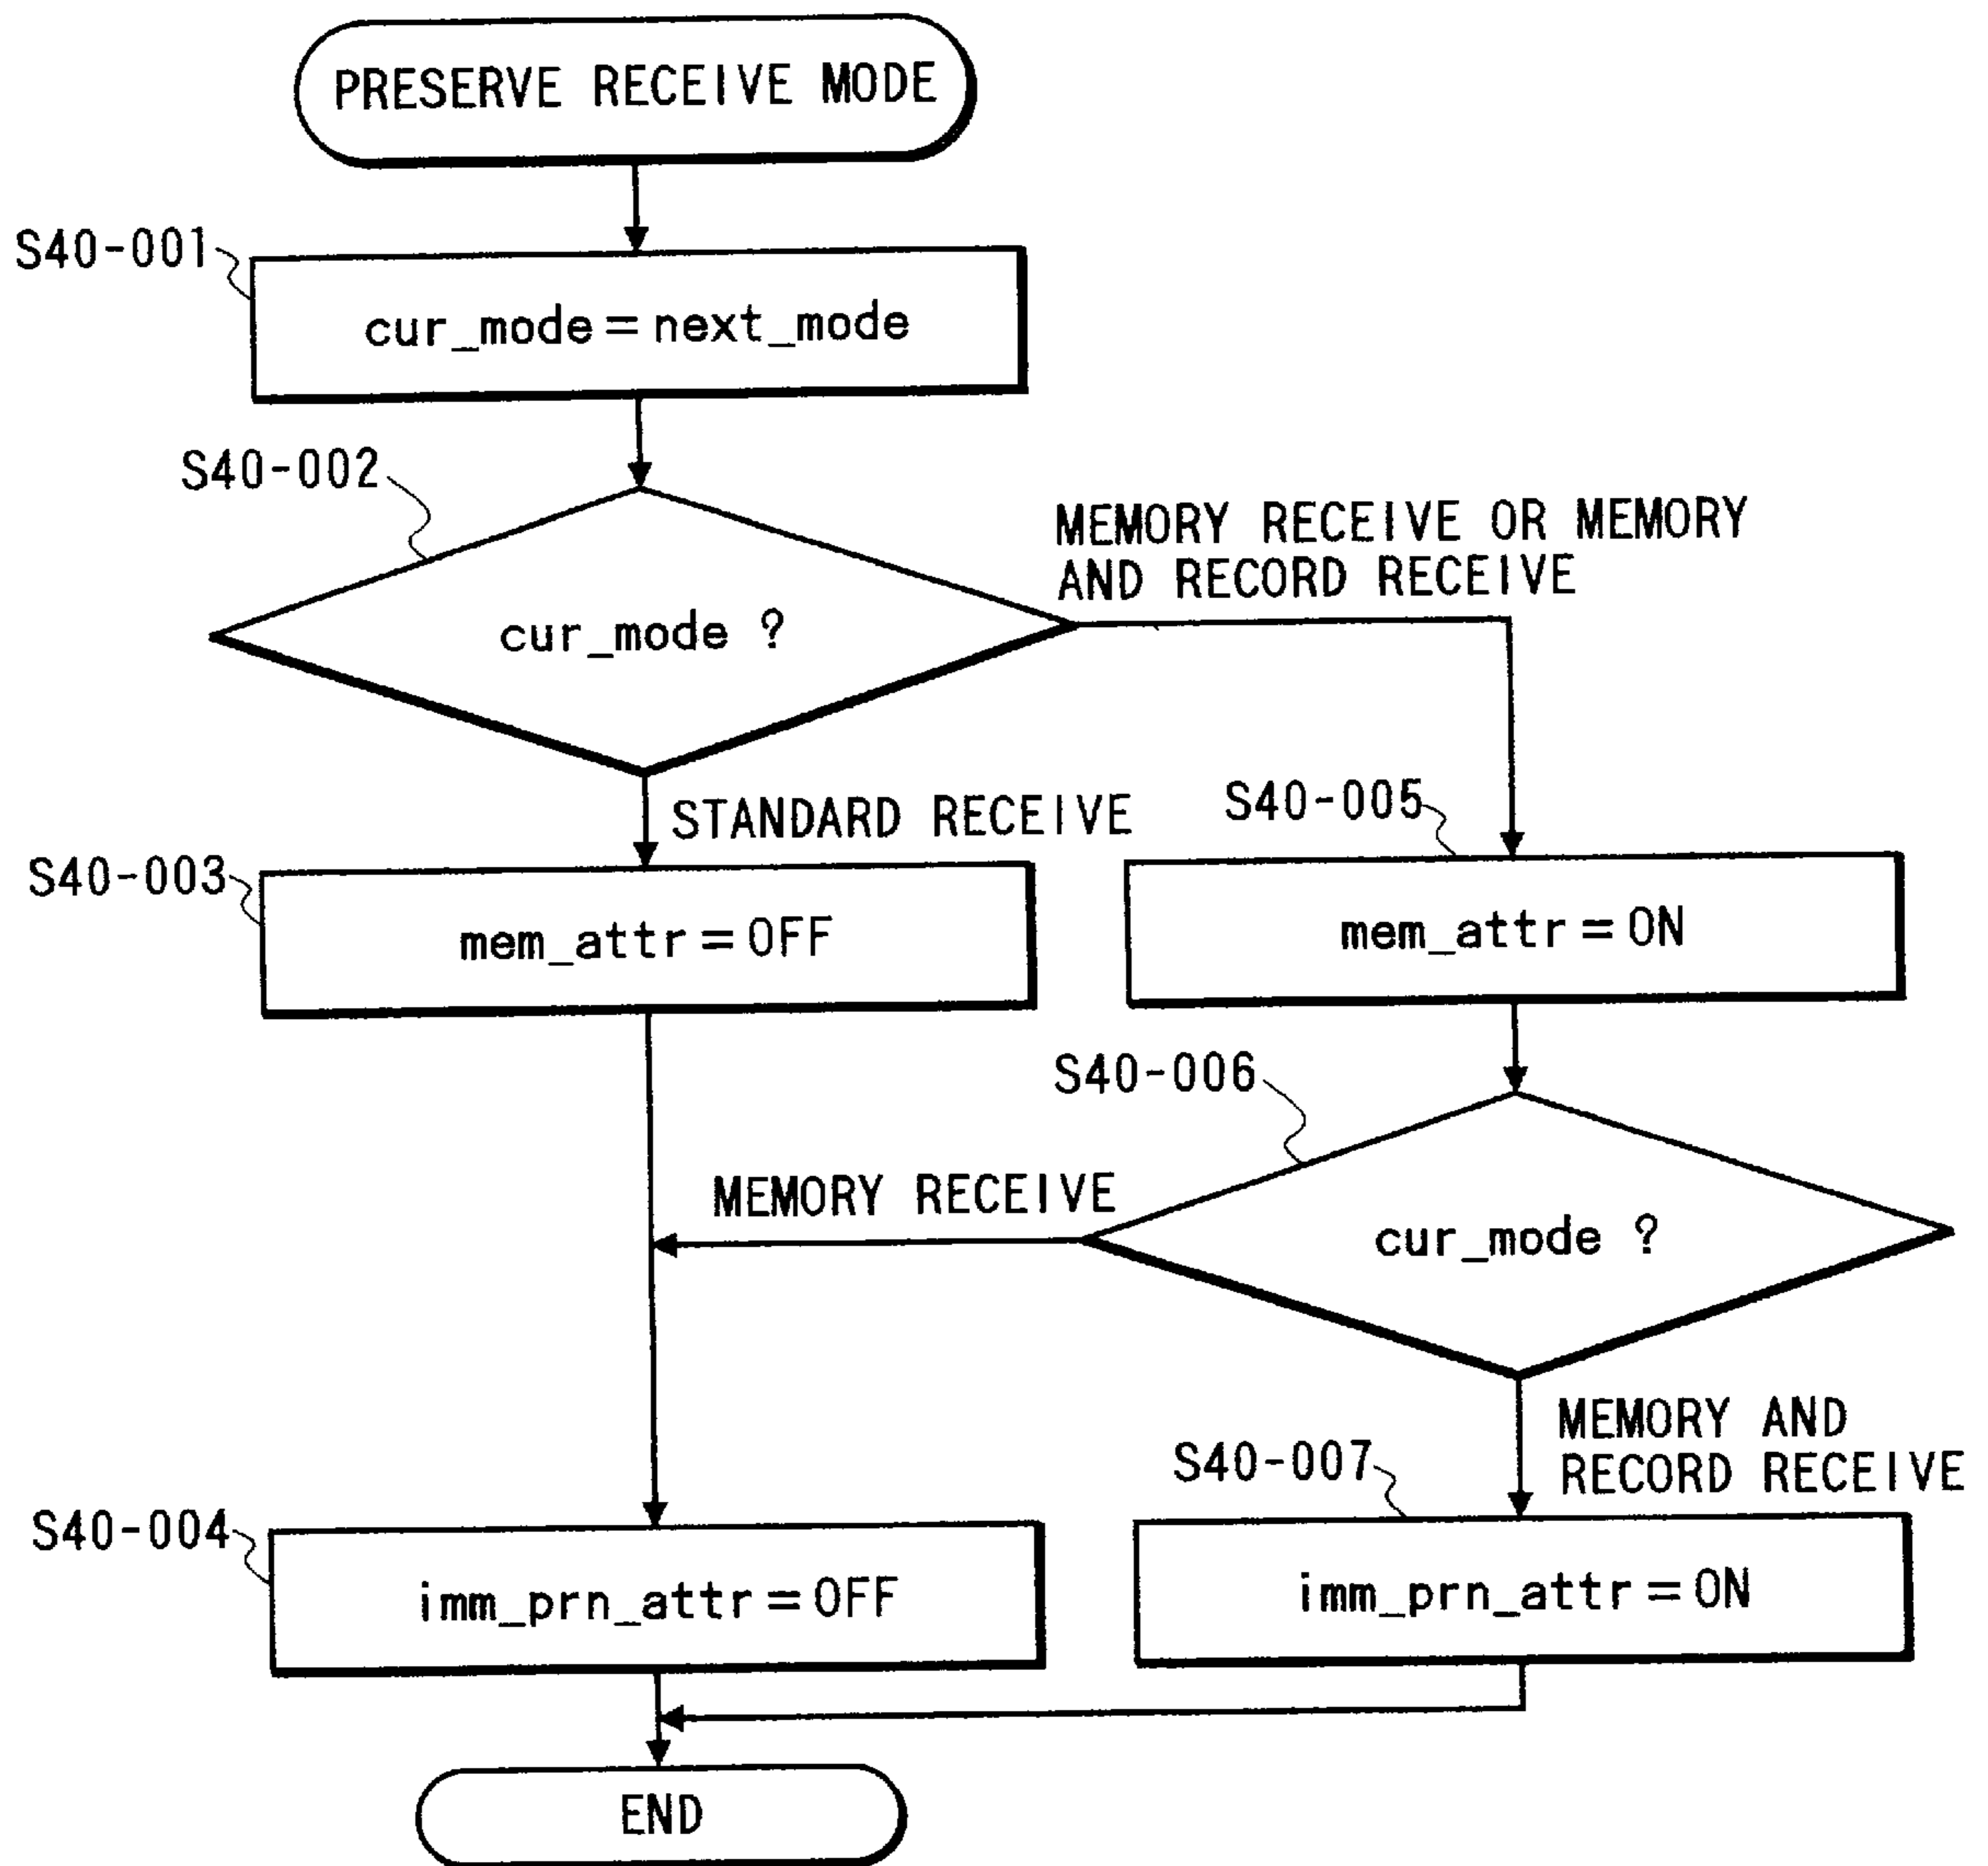 PRESERVE RECEIVE MODE
S40-001
cur_mode=next_mode
S40-002
MEMORY RECEIVE OR MEMORY
AND RECORD RECEIVE
cur_mode ?
STANDARD RECEIVE
S40-005
S40-003
mem_attr=OFF
mem_attr=ON
S40-006
MEMORY RECEIVE
cur_mode ?
MEMORY AND
RECORD RECEIVE
S40-007
S40-004
imm_prn_attr=OFF
imm_prn_attr=ON
END